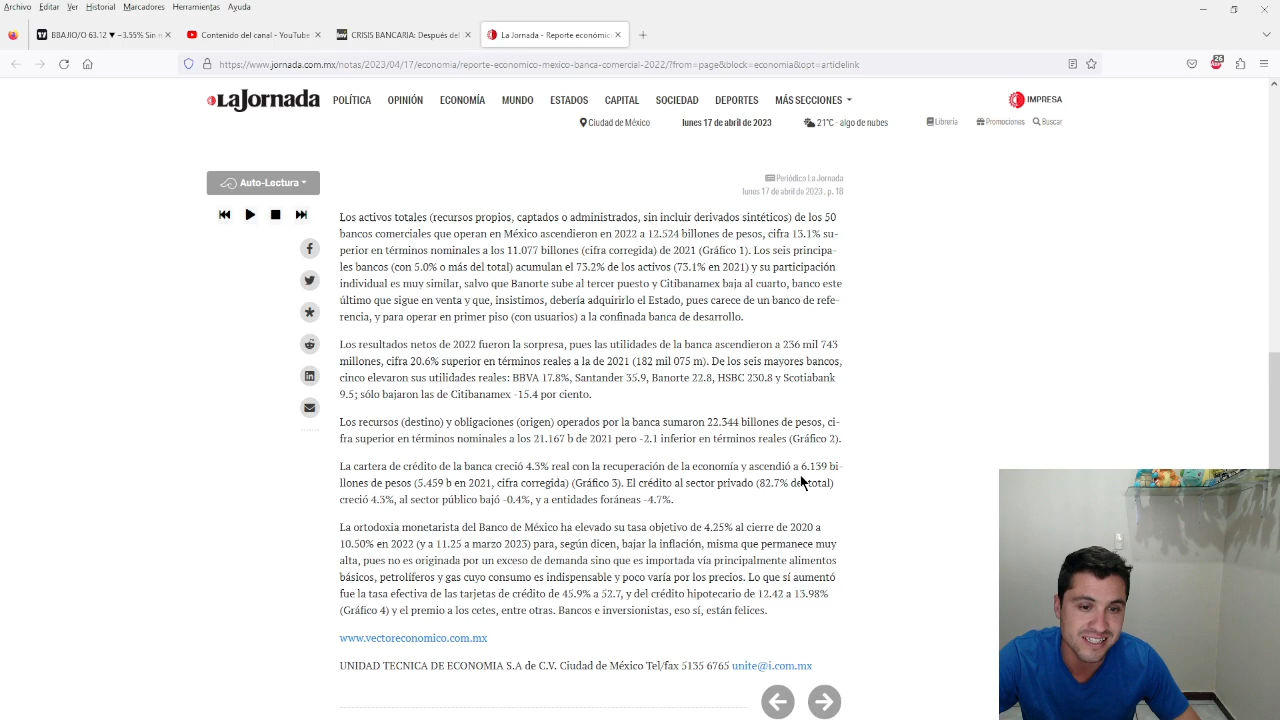 Archivo Editar Ver Historial Marcadores Herramientas Ayuda
BBAJIO/O 63.12 ▼ −3.55% Sin n
Contenido del canal - YouTube
CRISIS BANCARIA: Después del
La Jornada - Reporte económic
https://www.jornada.com.mx/notas/2023/04/17/economia/reporte-economico-mexico-banca-comercial-2022/?from=page&block=economia&opt=articlelink
26
LaJornada POLÍTICA OPINIÓN ECONOMÍA MUNDO ESTADOS CAPITAL SOCIEDAD DEPORTES MÁS SECCIONES IMPRESA
Ciudad de México lunes 17 de abril de 2023 21°C - algo de nubes Librería Promociones Buscar
Auto-Lectura
Periódico La Jornada
lunes 17 de abril de 2023 , p. 18
Los activos totales (recursos propios, captados o administrados, sin incluir derivados sintéticos) de los 50
bancos comerciales que operan en México ascendieron en 2022 a 12.524 billones de pesos, cifra 13.1% su-
perior en términos nominales a los 11.077 billones (cifra corregida) de 2021 (Gráfico 1). Los seis principa-
les bancos (con 5.0% o más del total) acumulan el 73.2% de los activos (73.1% en 2021) y su participación
individual es muy similar, salvo que Banorte sube al tercer puesto y Citibanamex baja al cuarto, banco este
último que sigue en venta y que, insistimos, debería adquirirlo el Estado, pues carece de un banco de refe-
rencia, y para operar en primer piso (con usuarios) a la confinada banca de desarrollo.
Los resultados netos de 2022 fueron la sorpresa, pues las utilidades de la banca ascendieron a 236 mil 743
millones, cifra 20.6% superior en términos reales a la de 2021 (182 mil 075 m). De los seis mayores bancos,
cinco elevaron sus utilidades reales: BBVA 17.8%, Santander 35.9, Banorte 22.8, HSBC 230.8 y Scotiabank
9.5; sólo bajaron las de Citibanamex -15.4 por ciento.
Los recursos (destino) y obligaciones (origen) operados por la banca sumaron 22.344 billones de pesos, ci-
fra superior en términos nominales a los 21.167 b de 2021 pero -2.1 inferior en términos reales (Gráfico 2).
La cartera de crédito de la banca creció 4.3% real con la recuperación de la economía y ascendió a 6.139 bi-
llones de pesos (5.459 b en 2021, cifra corregida) (Gráfico 3). El crédito al sector privado (82.7% del total)
creció 4.3%, al sector público bajó -0.4%, y a entidades foráneas -4.7%.
La ortodoxia monetarista del Banco de México ha elevado su tasa objetivo de 4.25% al cierre de 2020 a
10.50% en 2022 (y a 11.25 a marzo 2023) para, según dicen, bajar la inflación, misma que permanece muy
alta, pues no es originada por un exceso de demanda sino que es importada vía principalmente alimentos
básicos, petrolíferos y gas cuyo consumo es indispensable y poco varía por los precios. Lo que sí aumentó
fue la tasa efectiva de las tarjetas de crédito de 45.9% a 52.7, y del crédito hipotecario de 12.42 a 13.98%
(Gráfico 4) y el premio a los cetes, entre otras. Bancos e inversionistas, eso sí, están felices.
www.vectoreconomico.com.mx
UNIDAD TECNICA DE ECONOMIA S.A de C.V. Ciudad de México Tel/fax 5135 6765 unite@i.com.mx